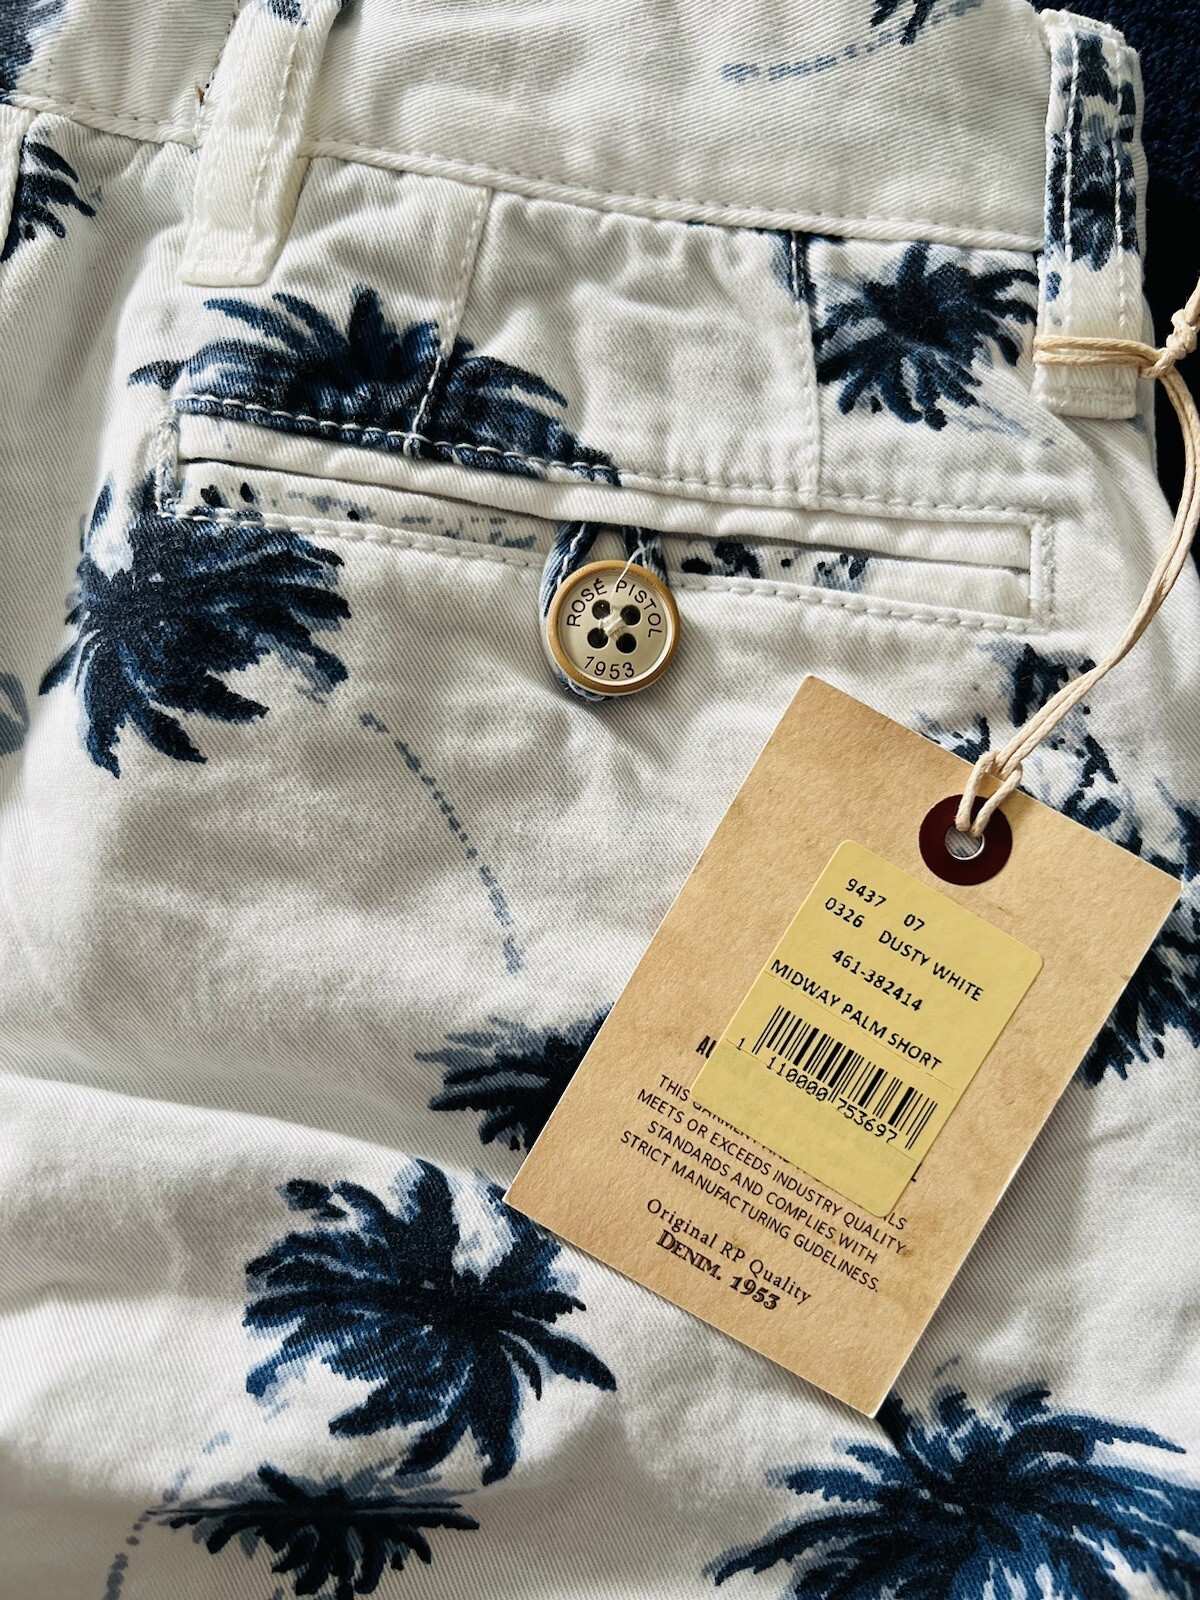 ROSÉ PISTOL
1953
9437 07
0326 DUSTY WHITE
461-382414
MIDWAY PALM SHORT
1 110000 753697
THIS GARMENT
MEETS OR EXCEEDS INDUSTRY QUALITY
STANDARDS AND COMPLIES WITH
STRICT MANUFACTURING GUDELINESS.
Original RP Quality
DENIM. 1953